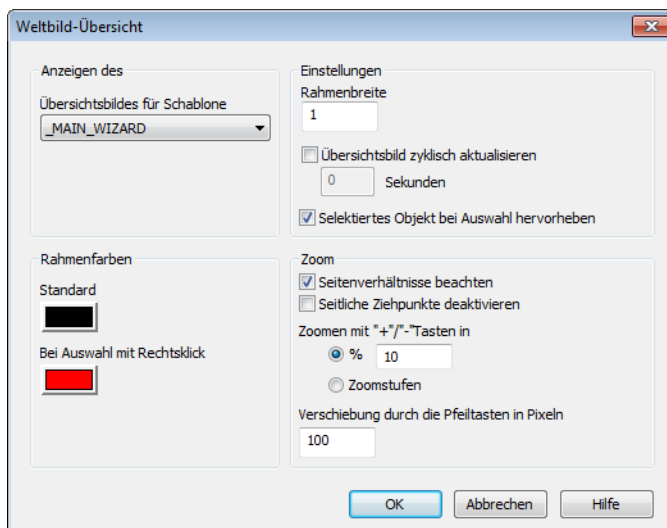 Weltbild-Übersicht
Anzeigen des
Übersichtsbildes für Schablone
_MAIN_WIZARD
Einstellungen
Rahmenbreite
1
Übersichtsbild zyklisch aktualisieren
0 Sekunden
Selektiertes Objekt bei Auswahl hervorheben
Rahmenfarben
Standard
Bei Auswahl mit Rechtsklick
Zoom
Seitenverhältnisse beachten
Seitliche Ziehpunkte deaktivieren
Zoomen mit "+"/"-"Tasten in
% 10
Zoomstufen
Verschiebung durch die Pfeiltasten in Pixeln
100
OK Abbrechen Hilfe